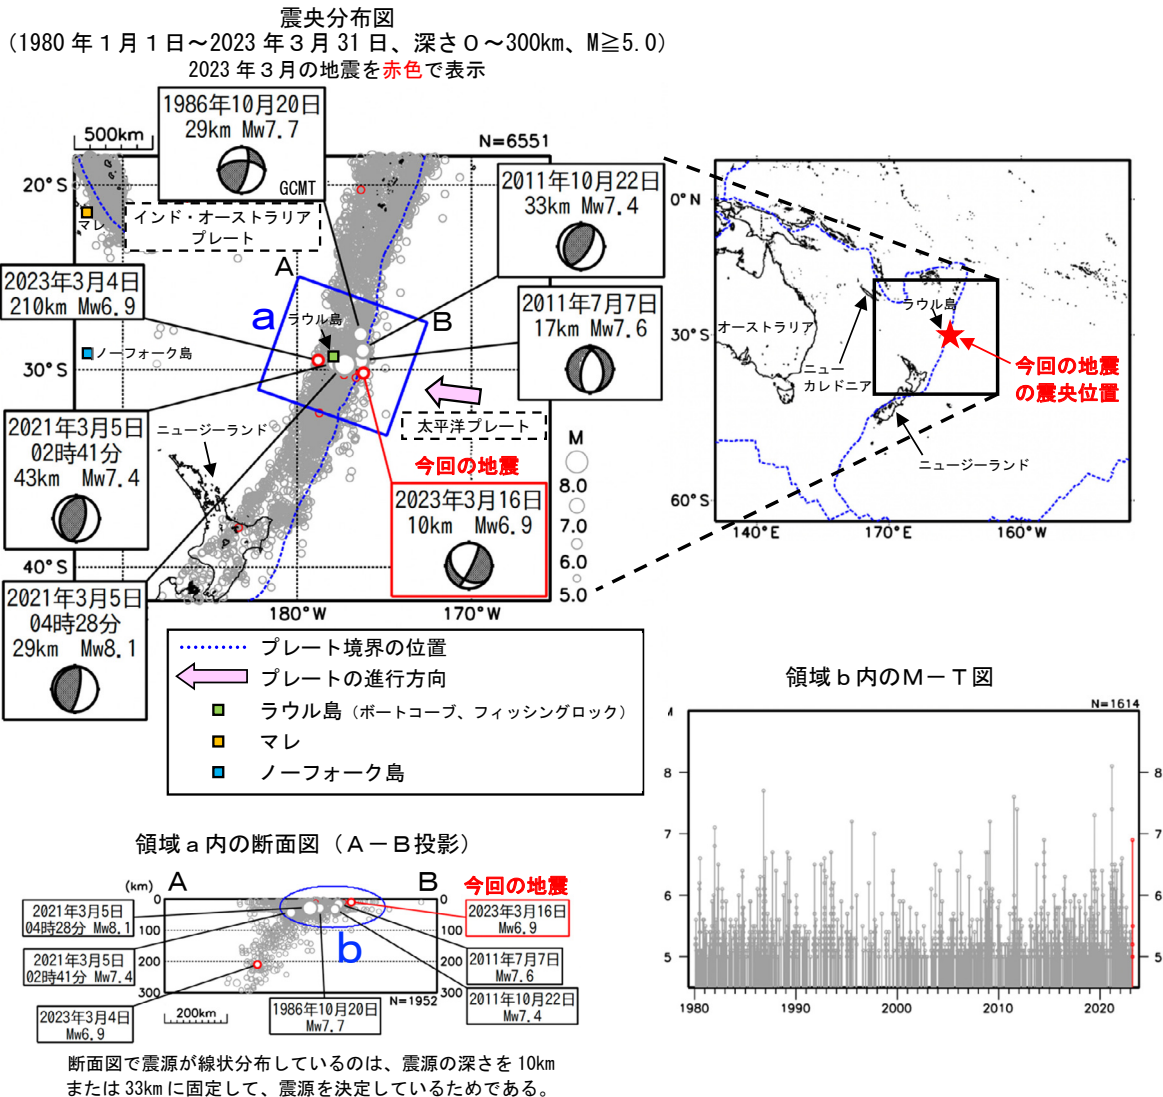 震央分布図
(1980年1月1日～2023年3月31日、深さ0～300km、M≧5.0)
2023年3月の地震を赤色で表示
500km
N=6551
1986年10月20日
29km Mw7.7
GCMT
20°S
30°S
40°S
180°W
170°W
マレ
インド・オーストラリア
プレート
2011年10月22日
33km Mw7.4
2023年3月4日
210km Mw6.9
A
B
a
ラウル島
2011年7月7日
17km Mw7.6
ノーフォーク島
太平洋プレート
2021年3月5日
02時41分
43km Mw7.4
ニュージーランド
今回の地震
2023年3月16日
10km Mw6.9
2021年3月5日
04時28分
29km Mw8.1
M
8.0
7.0
6.0
5.0
0°N
30°S
60°S
140°E
170°E
160°W
オーストラリア
ラウル島
ニュー
カレドニア
ニュージーランド
今回の地震
の震央位置
プレート境界の位置
プレートの進行方向
ラウル島（ボートコーブ、フィッシングロック）
マレ
ノーフォーク島
領域b内のM－T図
N=1614
M
8
7
6
5
8
7
6
5
1980
1990
2000
2010
2020
領域a内の断面図（A－B投影）
(km)
A
B
今回の地震
0
100
200
300
0
100
200
300
2021年3月5日
04時28分 Mw8.1
2021年3月5日
02時41分 Mw7.4
2023年3月4日
Mw6.9
b
2023年3月16日
Mw6.9
2011年7月7日
Mw7.6
2011年10月22日
Mw7.4
1986年10月20日
Mw7.7
N=1952
200km
断面図で震源が線状分布しているのは、震源の深さを10km
または33kmに固定して、震源を決定しているためである。